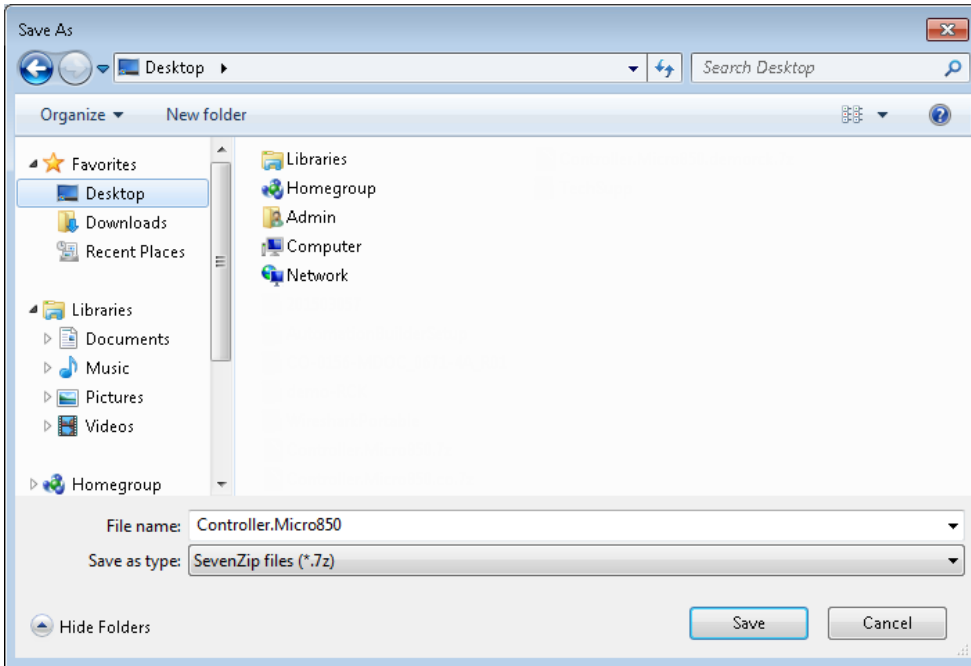 Save As
Desktop
Search Desktop
Organize New folder
Favorites
Desktop
Downloads
Recent Places
Libraries
Documents
Music
Pictures
Videos
Homegroup
Libraries
Homegroup
Admin
Computer
Network
File name: Controller.Micro850
Save as type: SevenZip files (*.7z)
Hide Folders Save Cancel